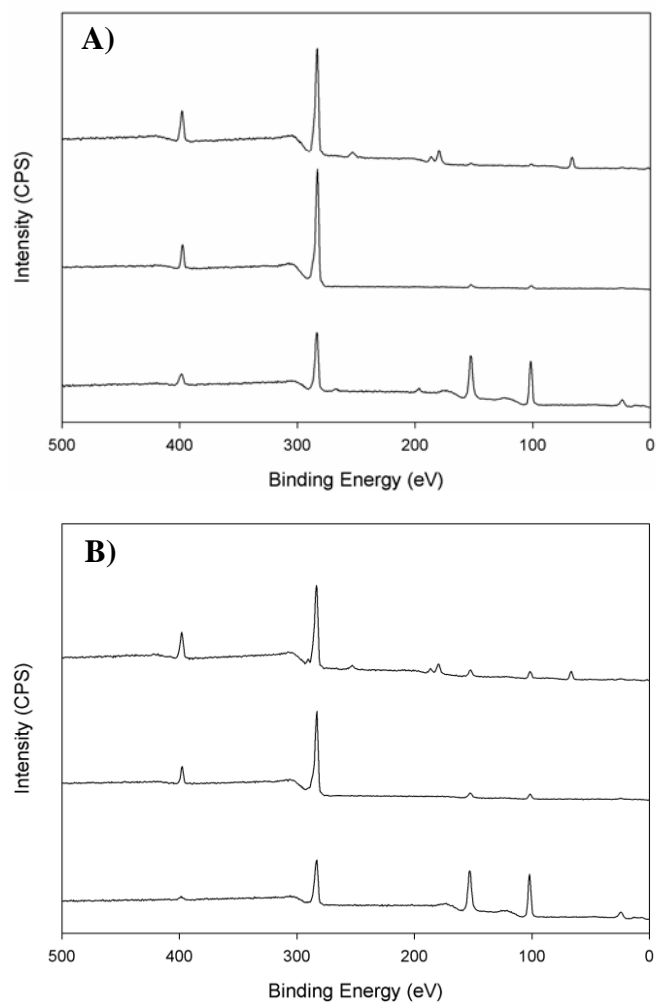 A)
Intensity (CPS)
500 400 300 200 100 0
Binding Energy (eV)
B)
Intensity (CPS)
500 400 300 200 100 0
Binding Energy (eV)